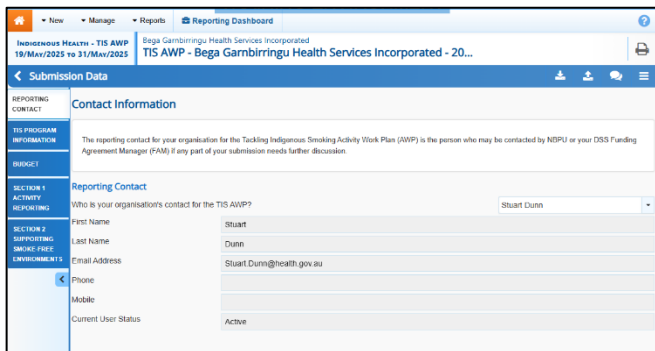 New
Manage
Reports
Reporting Dashboard
?
INDIGENOUS HEALTH - TIS AWP
19/MAY/2025 TO 31/MAY/2025
Bega Garnbirringu Health Services Incorporated
TIS AWP - Bega Garnbirringu Health Services Incorporated - 20...
Submission Data
REPORTING
CONTACT
TIS PROGRAM
INFORMATION
BUDGET
SECTION 1
ACTIVITY
REPORTING
SECTION 2
SUPPORTING
SMOKE-FREE
ENVIRONMENTS
Contact Information
The reporting contact for your organisation for the Tackling Indigenous Smoking Activity Work Plan (AWP) is the person who may be contacted by NBPU or your DSS Funding
Agreement Manager (FAM) if any part of your submission needs further discussion.
Reporting Contact
Who is your organisation's contact for the TIS AWP? Stuart Dunn
First Name Stuart
Last Name Dunn
Email Address Stuart.Dunn@health.gov.au
Phone
Mobile
Current User Status Active